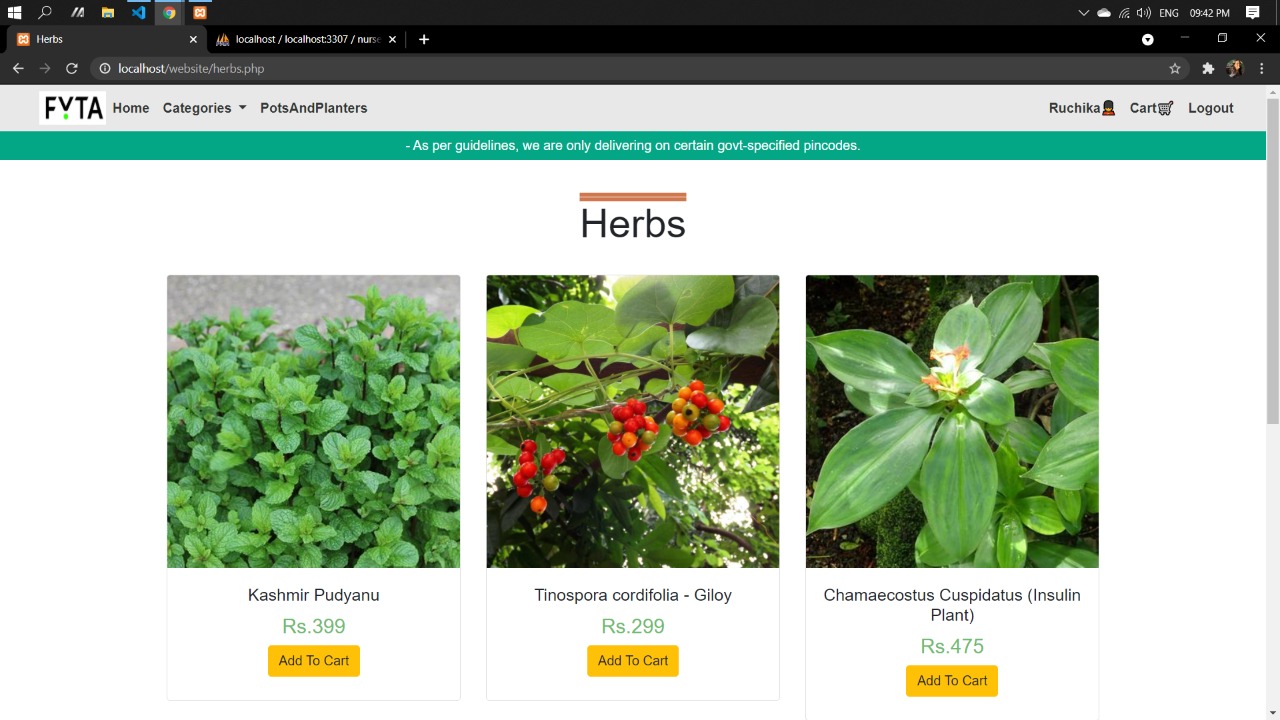 ENG 09:42 PM
Herbs
localhost / localhost:3307 / nurse
localhost/website/herbs.php
FYTA Home Categories PotsAndPlanters Ruchika Cart Logout
- As per guidelines, we are only delivering on certain govt-specified pincodes.
Herbs
Kashmir Pudyanu
Rs.399
Add To Cart
Tinospora cordifolia - Giloy
Rs.299
Add To Cart
Chamaecostus Cuspidatus (Insulin
Plant)
Rs.475
Add To Cart